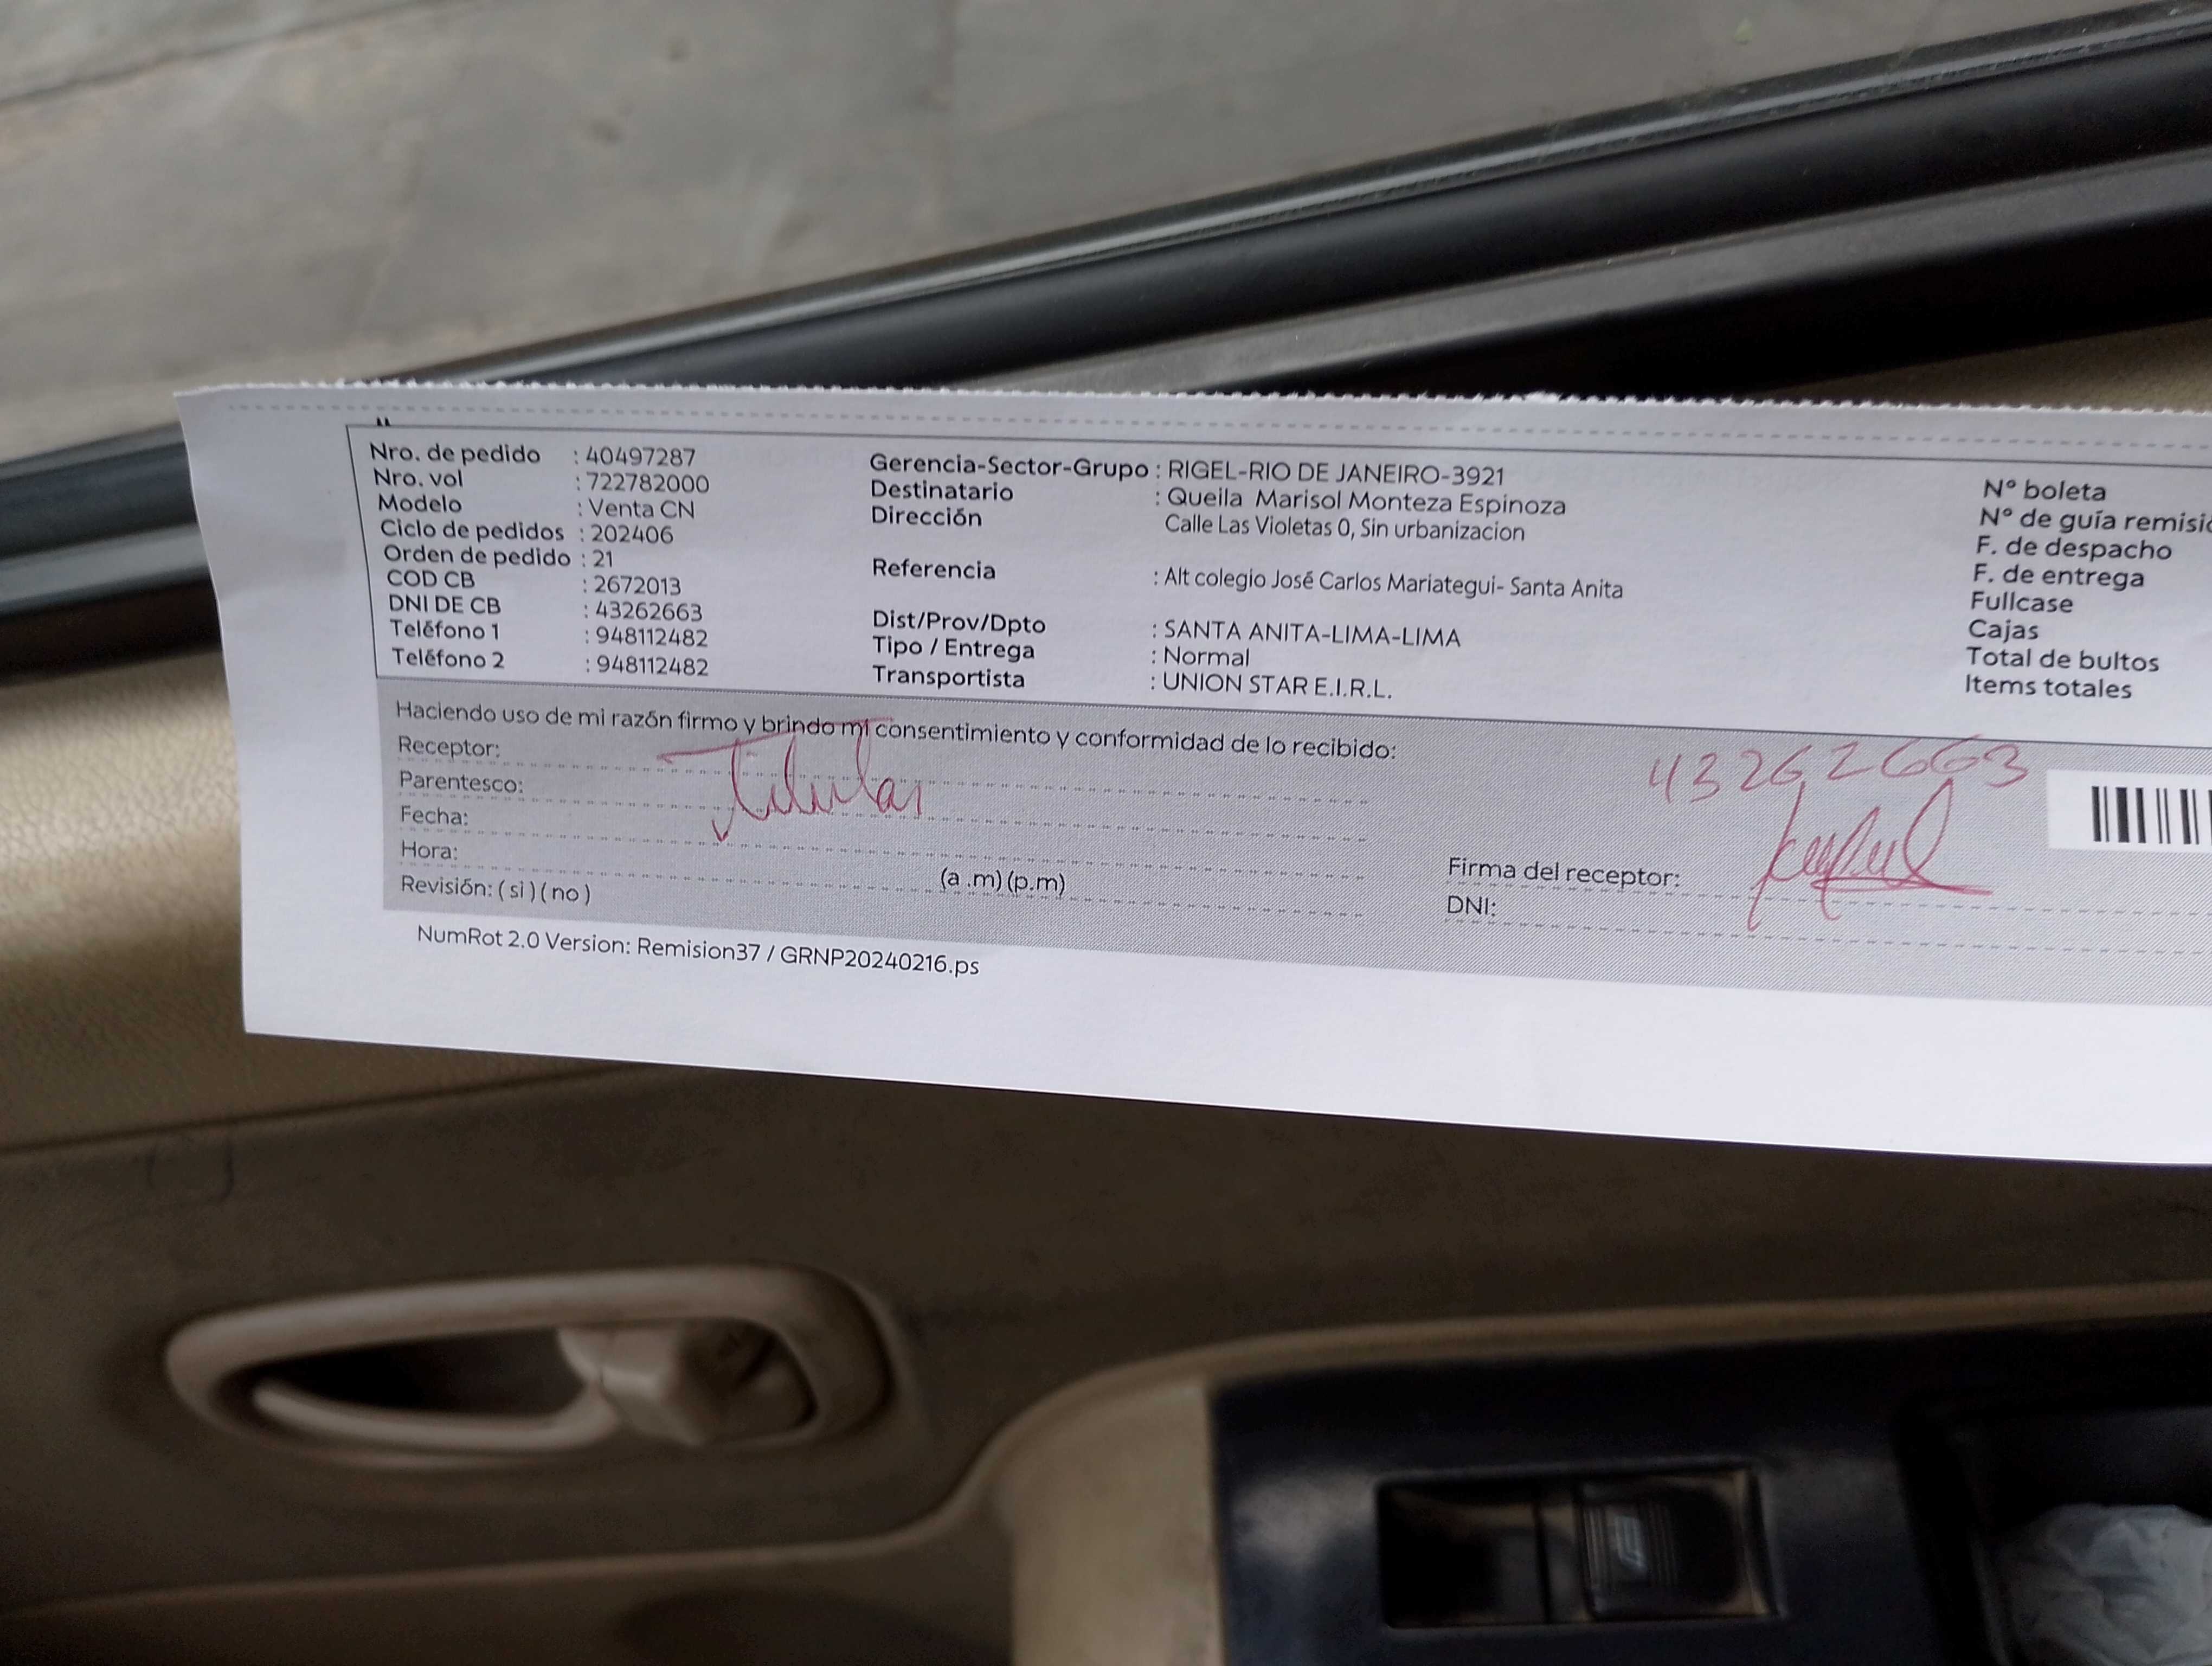 Nro. de pedido : 40497287
Nro. vol : 722782000
Modelo : Venta CN
Ciclo de pedidos : 202406
Orden de pedido : 21
COD CB : 2672013
DNI DE CB : 43262663
Teléfono 1 : 948112482
Teléfono 2 : 948112482
Gerencia-Sector-Grupo : RIGEL-RIO DE JANEIRO-3921
Destinatario : Queila Marisol Monteza Espinoza
Dirección Calle Las Violetas 0, Sin urbanizacion
Referencia : Alt colegio José Carlos Mariategui- Santa Anita
Dist/Prov/Dpto : SANTA ANITA-LIMA-LIMA
Tipo / Entrega : Normal
Transportista : UNION STAR E.I.R.L.
N° boleta
N° de guía remisió
F. de despacho
F. de entrega
Fullcase
Cajas
Total de bultos
Items totales
Haciendo uso de mi razón firmo y brindo mi consentimiento y conformidad de lo recibido:
Receptor:
Parentesco: Titular
Fecha:
Hora: (a .m) (p.m)
Revisión: ( si ) ( no )
43262663
Firma del receptor:
DNI:
NumRot 2.0 Version: Remision37 / GRNP20240216.ps